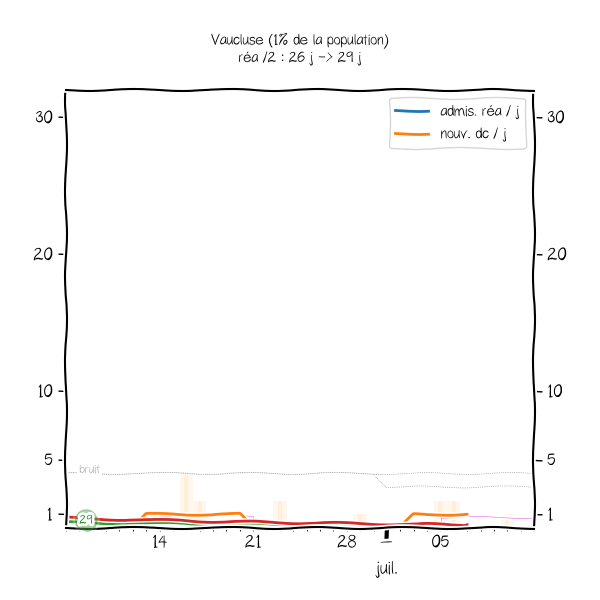 Vaucluse (1% de la population)
réa /2 : 26 j -> 29 j
admis. réa / j
nouv. dc / j
30
30
20
20
10
10
5
5
bruit
1
1
29
14
21
28
05
juil.